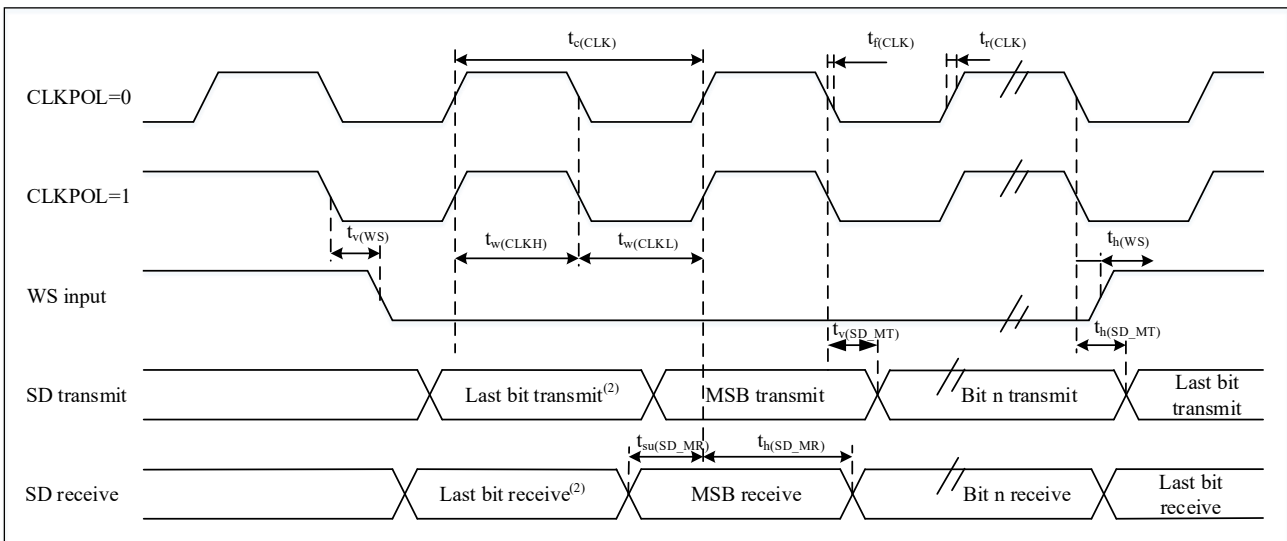 t_c(CLK)
t_f(CLK)
t_r(CLK)
CLKPOL=0
CLKPOL=1
t_v(WS)
t_w(CLKH)
t_w(CLKL)
t_h(WS)
WS input
t_v(SD_MT)
t_h(SD_MT)
SD transmit
Last bit transmit(2)
MSB transmit
Bit n transmit
Last bit
transmit
t_su(SD_MR)
t_h(SD_MR)
SD receive
Last bit receive(2)
MSB receive
Bit n receive
Last bit
receive